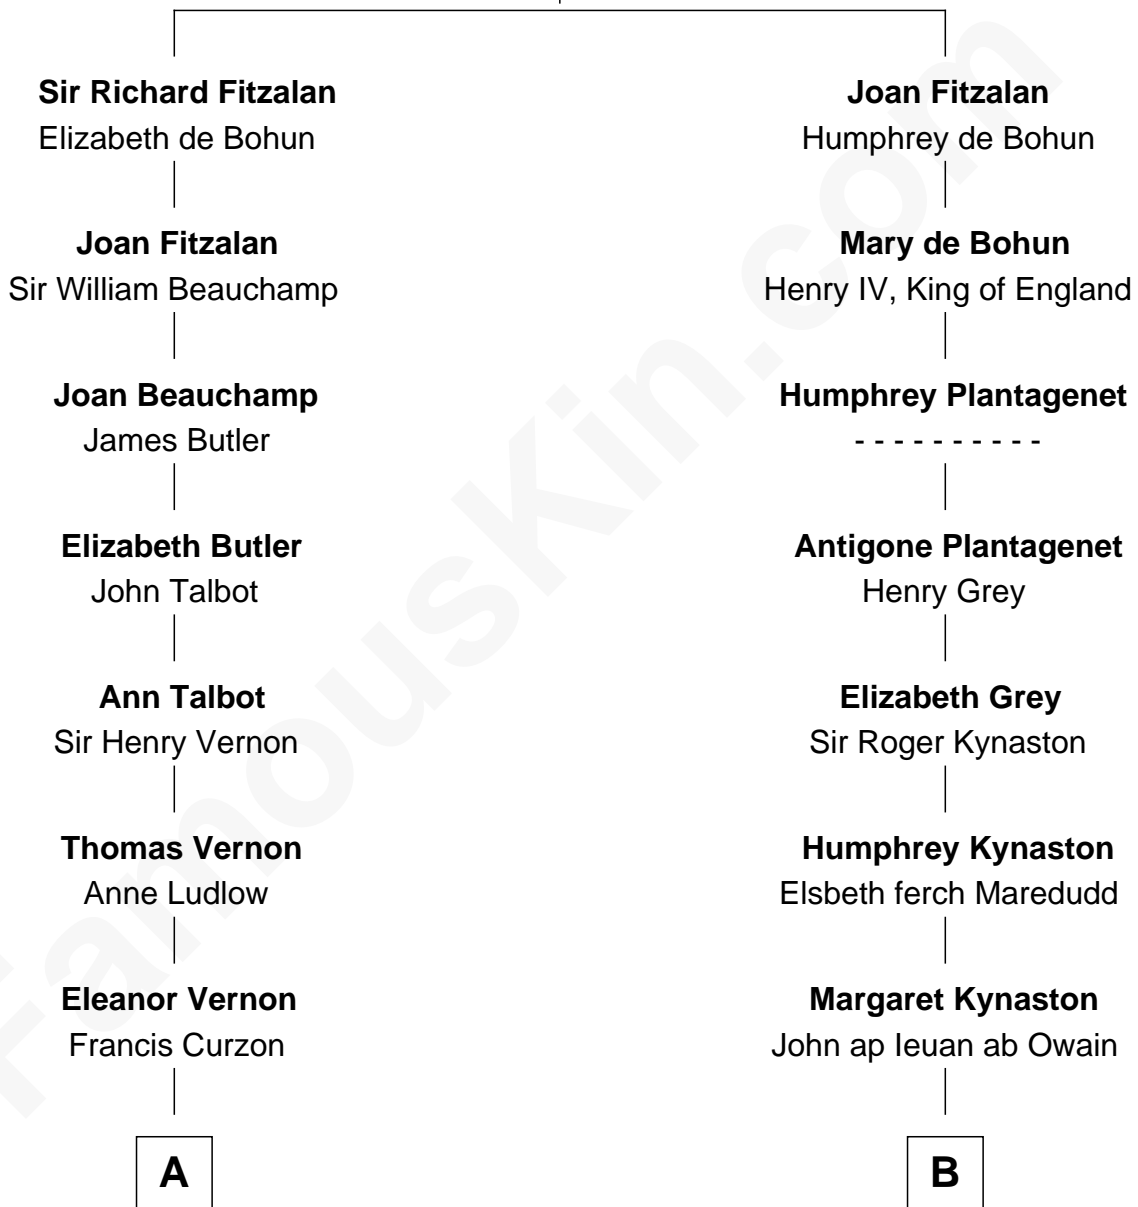 Sir Richard Fitzalan
Elizabeth de Bohun
Joan Fitzalan
Sir William Beauchamp
Joan Beauchamp
James Butler
Elizabeth Butler
John Talbot
Ann Talbot
Sir Henry Vernon
Thomas Vernon
Anne Ludlow
Eleanor Vernon
Francis Curzon
A
Joan Fitzalan
Humphrey de Bohun
Mary de Bohun
Henry IV, King of England
Humphrey Plantagenet
- - - - - - - - - -
Antigone Plantagenet
Henry Grey
Elizabeth Grey
Sir Roger Kynaston
Humphrey Kynaston
Elsbeth ferch Maredudd
Margaret Kynaston
John ap Ieuan ab Owain
B
FamousKin.com